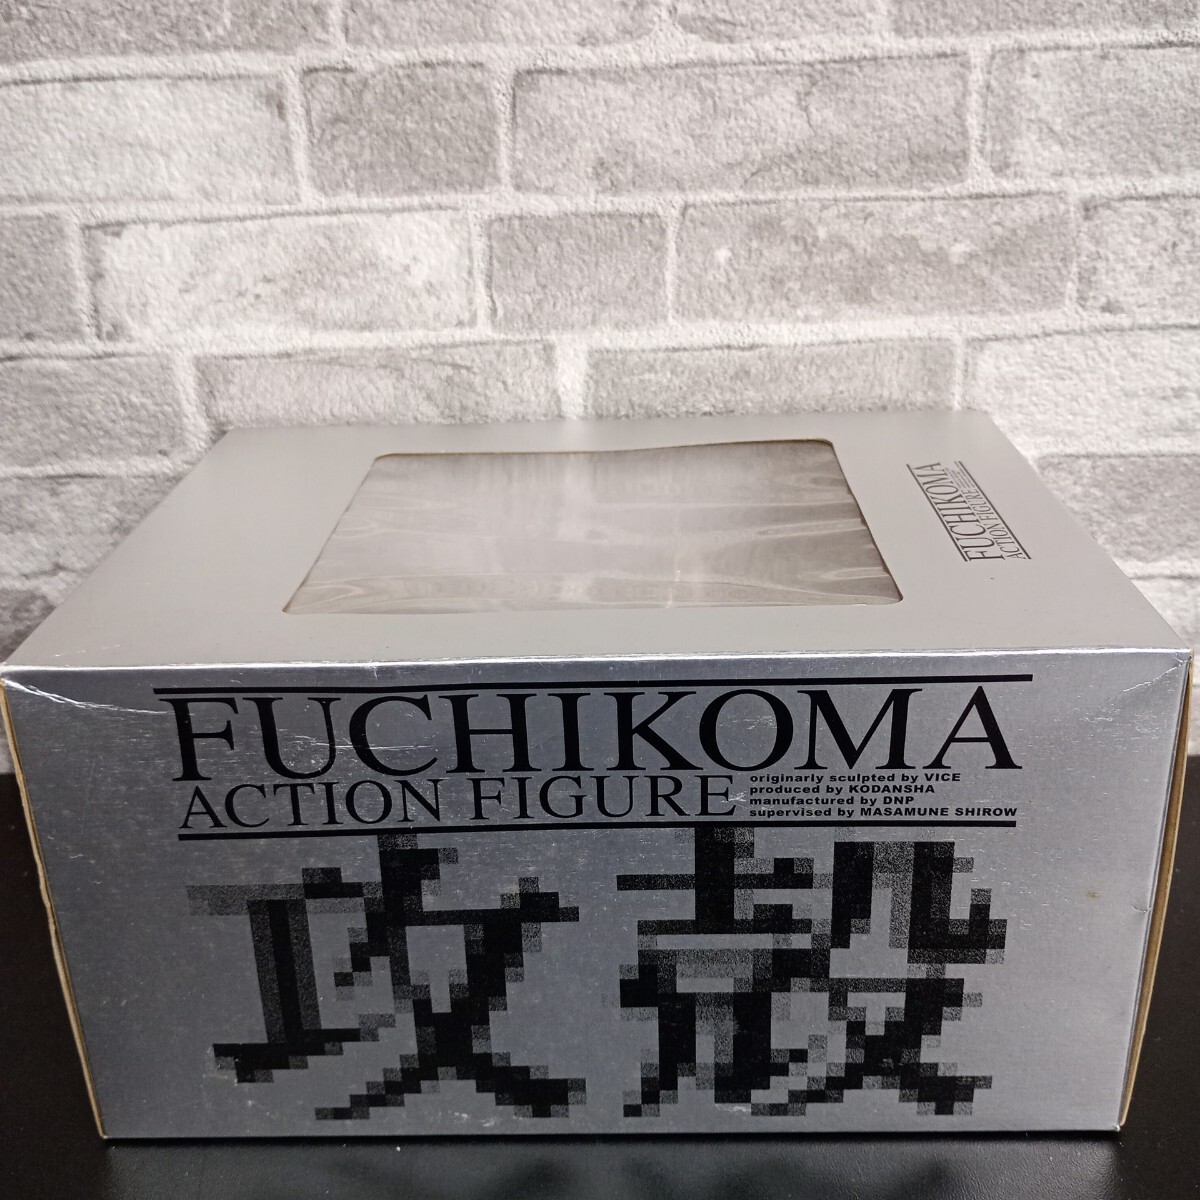 FUCHIKOMA
ACTION FIGURE
FUCHIKOMA
ACTION FIGURE
originarly sculpted by VICE
produced by KODANSHA
manufactured by DNP
supervised by MASAMUNE SHIROW
攻殻